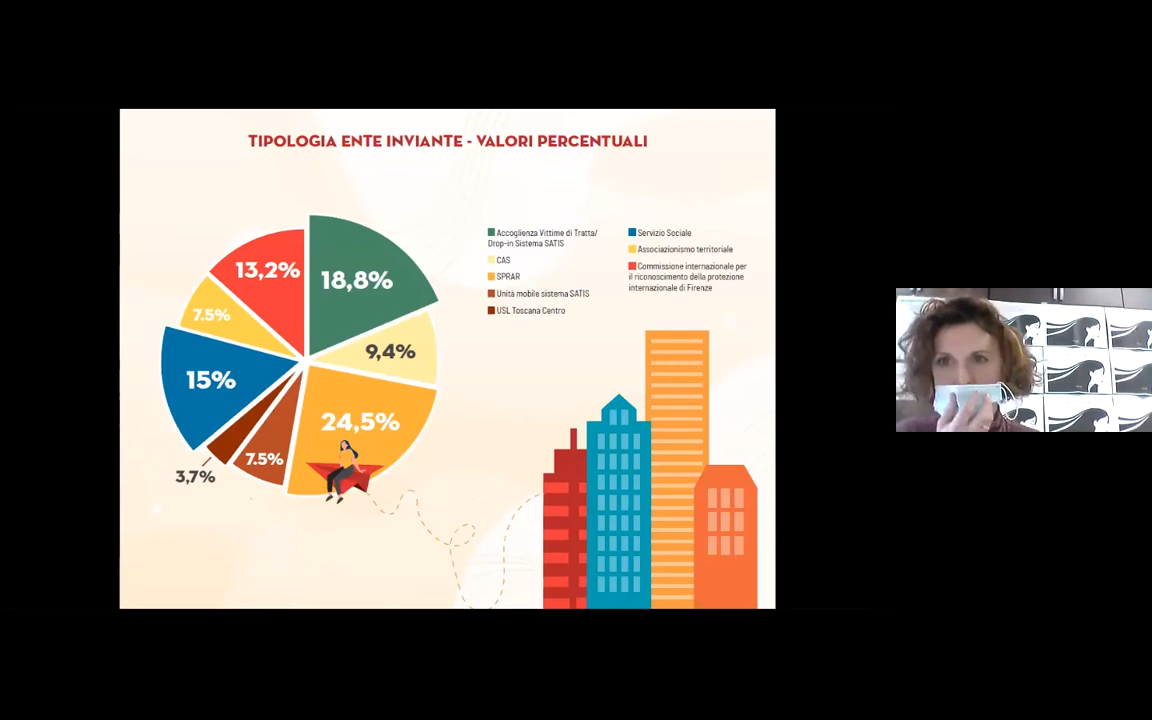 TIPOLOGIA ENTE INVIANTE - VALORI PERCENTUALI
13,2%
18,8%
7.5%
9,4%
15%
24,5%
7.5%
3,7%
Accoglienza Vittime di Tratta/
Drop-in Sistema SATIS
CAS
SPRAR
Unità mobile sistema SATIS
USL Toscana Centro
Servizio Sociale
Associazionismo territoriale
Commissione internazionale per
il riconoscimento della protezione
internazionale di Firenze